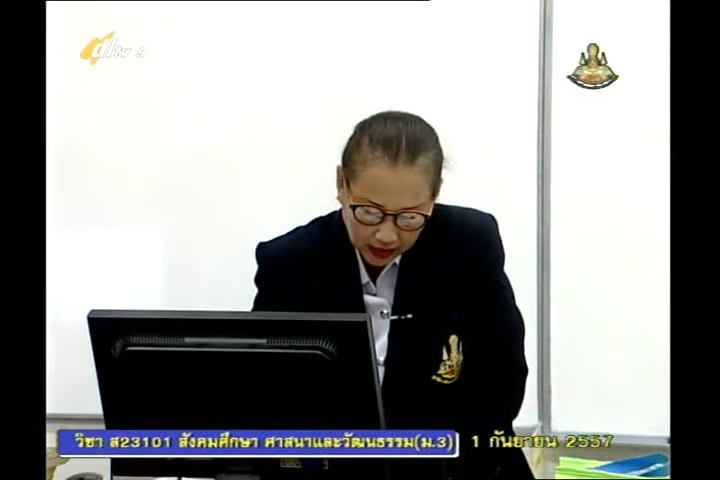 dltv 9
วิชา ส23101 สังคมศึกษา ศาสนาและวัฒนธรรม(ม.3) 1 กันยายน 2557